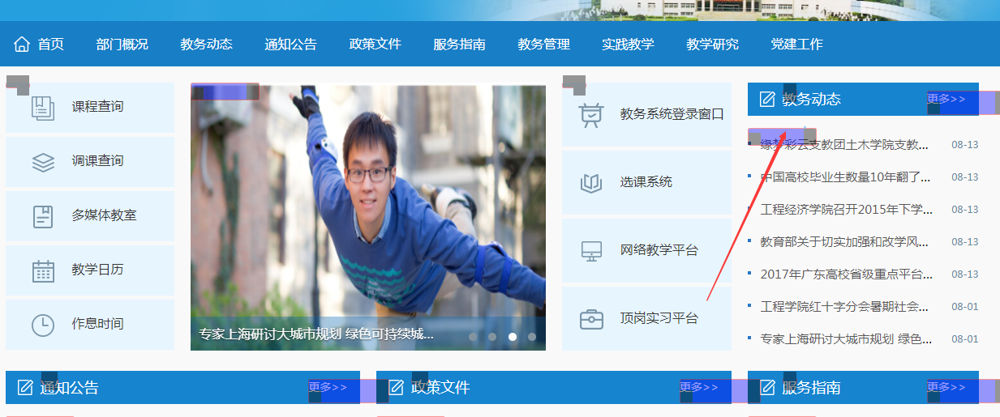 首页 部门概况 教务动态 通知公告 政策文件 服务指南 教务管理 实践教学 教学研究 党建工作
课程查询
调课查询
多媒体教室
教学日历
作息时间
专家上海研讨大城市规划 绿色可持续城...
教务系统登录窗口
选课系统
网络教学平台
顶岗实习平台
教务动态 更多>>
缘梦彩云支教团土木学院支教... 08-13
中国高校毕业生数量10年翻了... 08-13
工程经济学院召开2015年下学... 08-13
教育部关于切实加强和改学风... 08-13
2017年广东高校省级重点平台... 08-13
工程学院红十字分会暑期社会... 08-01
专家上海研讨大城市规划 绿色... 08-01
通知公告 更多>>
政策文件 更多>>
服务指南 更多>>